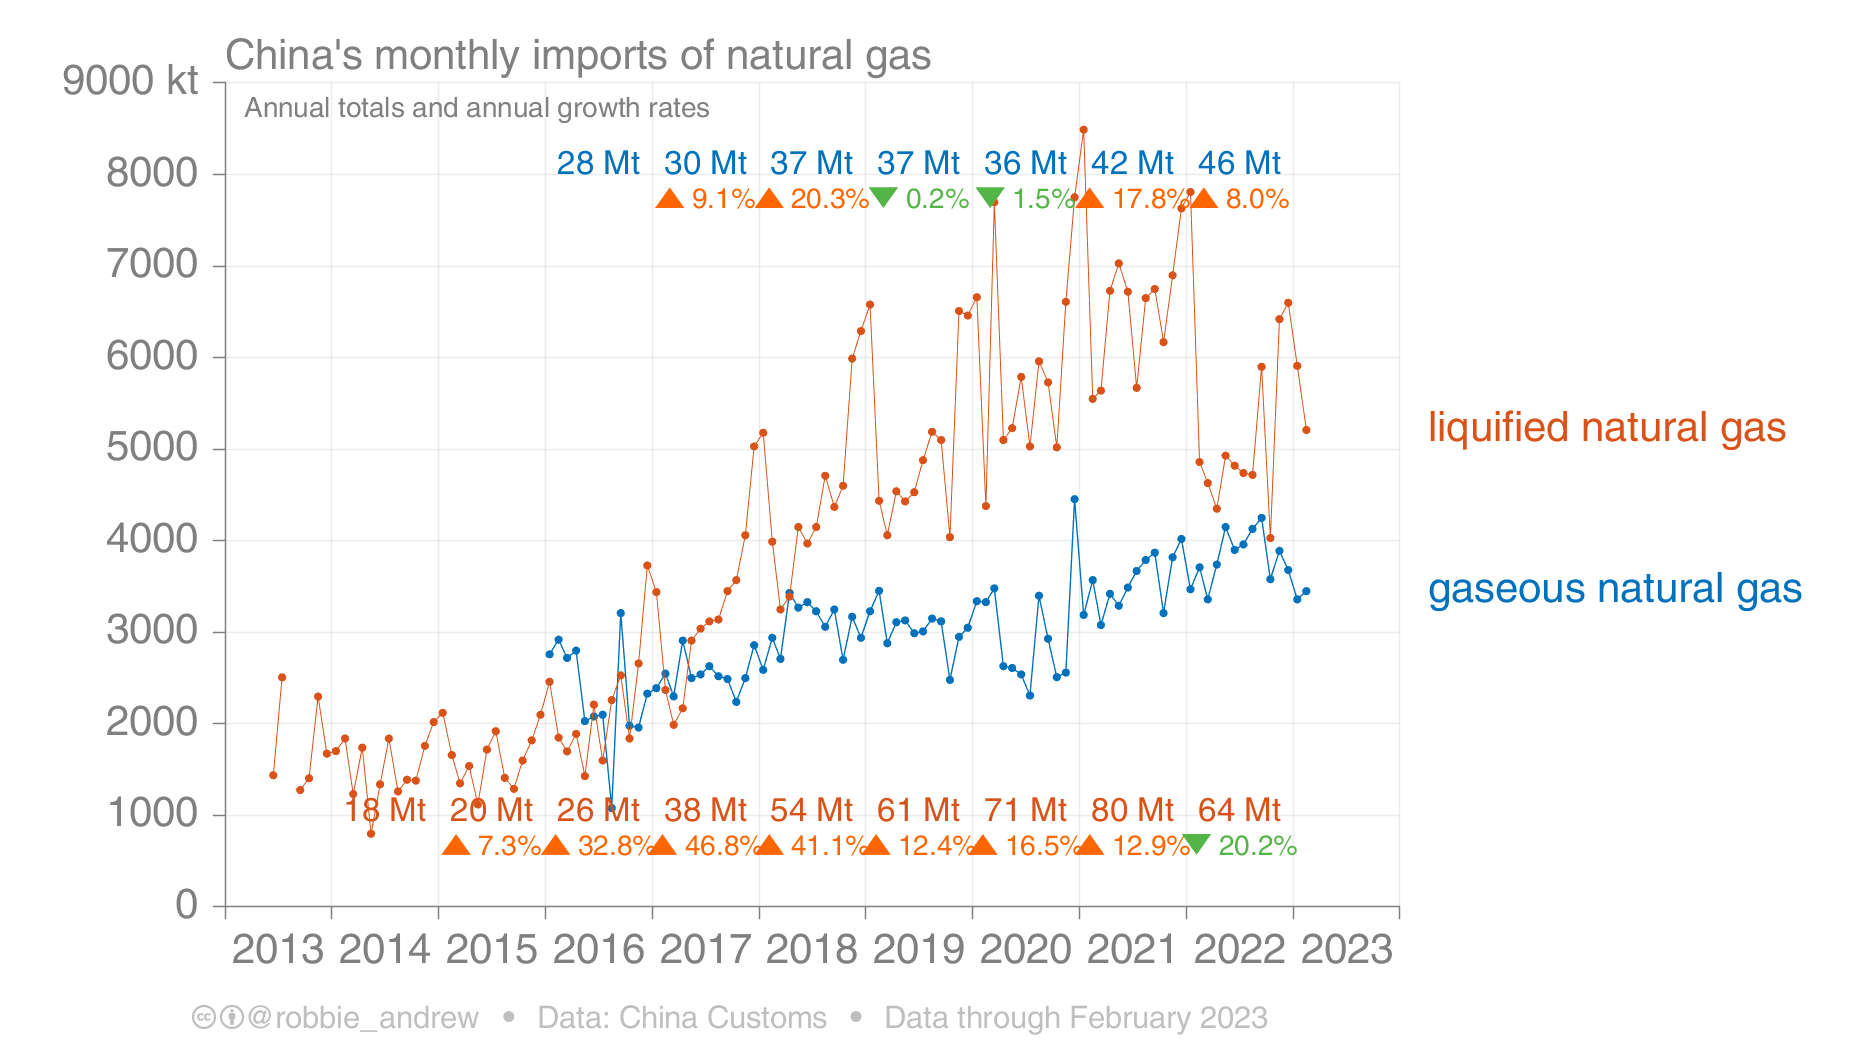 China's monthly imports of natural gas
9000 kt
Annual totals and annual growth rates
28 Mt 30 Mt 37 Mt 37 Mt 36 Mt 42 Mt 46 Mt
8000
9.1% 20.3% 0.2% 1.5% 17.8% 8.0%
7000
6000
5000
liquified natural gas
4000
gaseous natural gas
3000
2000
1000
18 Mt 20 Mt 26 Mt 38 Mt 54 Mt 61 Mt 71 Mt 80 Mt 64 Mt
7.3% 32.8% 46.8% 41.1% 12.4% 16.5% 12.9% 20.2%
0
2013 2014 2015 2016 2017 2018 2019 2020 2021 2022 2023
cc @robbie_andrew • Data: China Customs • Data through February 2023